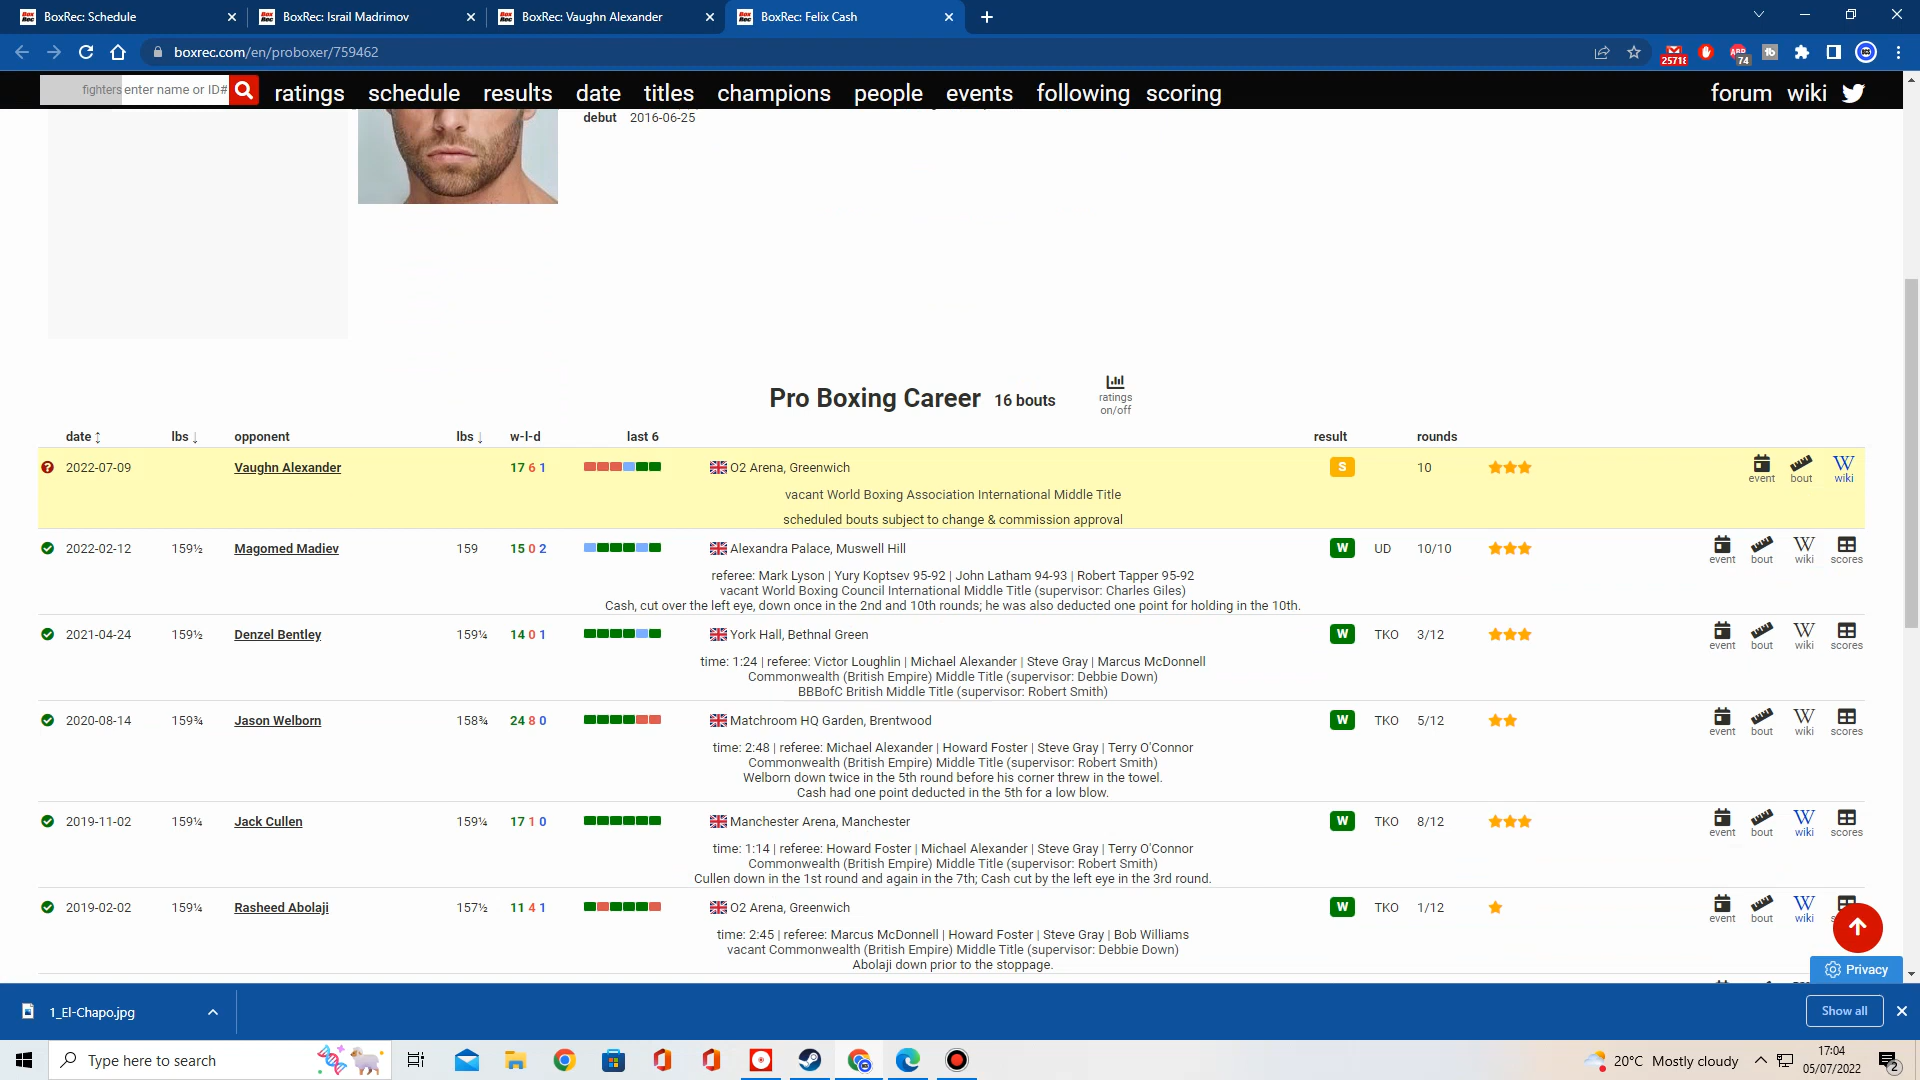 BoxRec: Schedule
BoxRec: Israil Madrimov
BoxRec: Vaughn Alexander
BoxRec: Felix Cash
boxrec.com/en/proboxer/759462
25718
ABP
74
fighters enter name or ID#
ratings schedule results date titles champions people events following scoring forum wiki
debut 2016-06-25
Pro Boxing Career 16 bouts
ratings
on/off
date lbs opponent lbs w-l-d last 6 result rounds
2022-07-09 Vaughn Alexander 17 6 1 O2 Arena, Greenwich S 10 event bout wiki
vacant World Boxing Association International Middle Title
scheduled bouts subject to change & commission approval
2022-02-12 159½ Magomed Madiev 159 15 0 2 Alexandra Palace, Muswell Hill W UD 10/10 event bout wiki scores
referee: Mark Lyson | Yury Koptsev 95-92 | John Latham 94-93 | Robert Tapper 95-92
vacant World Boxing Council International Middle Title (supervisor: Charles Giles)
Cash, cut over the left eye, down once in the 2nd and 10th rounds; he was also deducted one point for holding in the 10th.
2021-04-24 159½ Denzel Bentley 159¼ 14 0 1 York Hall, Bethnal Green W TKO 3/12 event bout wiki scores
time: 1:24 | referee: Victor Loughlin | Michael Alexander | Steve Gray | Marcus McDonnell
Commonwealth (British Empire) Middle Title (supervisor: Debbie Down)
BBBofC British Middle Title (supervisor: Robert Smith)
2020-08-14 159¾ Jason Welborn 158¾ 24 8 0 Matchroom HQ Garden, Brentwood W TKO 5/12 event bout wiki scores
time: 2:48 | referee: Michael Alexander | Howard Foster | Steve Gray | Terry O'Connor
Commonwealth (British Empire) Middle Title (supervisor: Robert Smith)
Welborn down twice in the 5th round before his corner threw in the towel.
Cash had one point deducted in the 5th for a low blow.
2019-11-02 159¼ Jack Cullen 159¼ 17 1 0 Manchester Arena, Manchester W TKO 8/12 event bout wiki scores
time: 1:14 | referee: Howard Foster | Michael Alexander | Steve Gray | Terry O'Connor
Commonwealth (British Empire) Middle Title (supervisor: Robert Smith)
Cullen down in the 1st round and again in the 7th; Cash cut by the left eye in the 3rd round.
2019-02-02 159¼ Rasheed Abolaji 157½ 11 4 1 O2 Arena, Greenwich W TKO 1/12 event bout wiki
time: 2:45 | referee: Marcus McDonnell | Howard Foster | Steve Gray | Bob Williams
vacant Commonwealth (British Empire) Middle Title (supervisor: Debbie Down)
Abolaji down prior to the stoppage.
Privacy
1_El-Chapo.jpg
Show all
Type here to search
20°C Mostly cloudy
17:04
05/07/2022
2